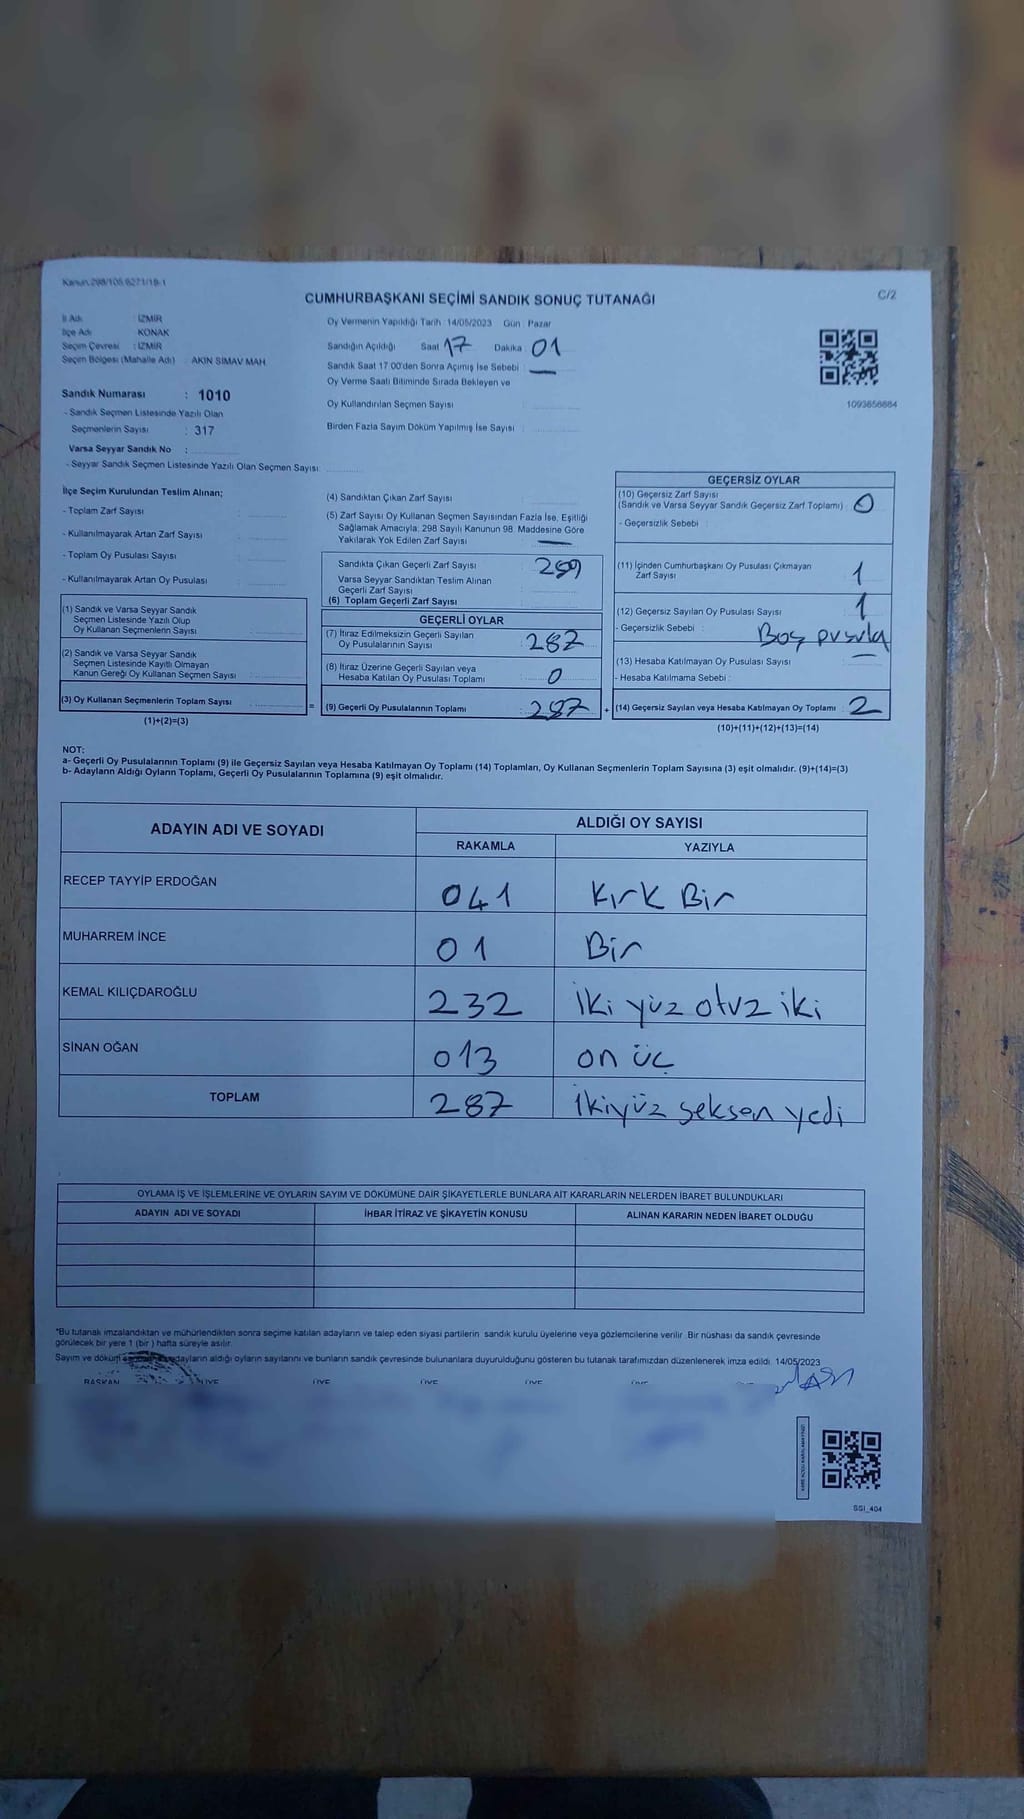 Kanun:298/105,6271/19-1
CUMHURBAŞKANI SEÇİMİ SANDIK SONUÇ TUTANAĞI
C/2
İl Adı : İZMİR
İlçe Adı : KONAK
Seçim Çevresi : İZMİR
Seçim Bölgesi (Mahalle Adı) : AKIN SİMAV MAH.
Oy Vermenin Yapıldığı Tarih :14/05/2023 Gün : Pazar
Sandığın Açıldığı Saat 17 Dakika 01
Sandık Saat 17:00'den Sonra Açımış İse Sebebi : —
Oy Verme Saati Bitiminde Sırada Bekleyen ve
Oy Kullandırılan Seçmen Sayısı
Birden Fazla Sayım Döküm Yapılmış İse Sayısı :
1093656884
Sandık Numarası : 1010
- Sandık Seçmen Listesinde Yazılı Olan
Seçmenlerin Sayısı : 317
Varsa Seyyar Sandık No :
- Seyyar Sandık Seçmen Listesinde Yazılı Olan Seçmen Sayısı:
İlçe Seçim Kurulundan Teslim Alınan;
- Toplam Zarf Sayısı
- Kullanılmayarak Artan Zarf Sayısı
- Toplam Oy Pusulası Sayısı
- Kullanılmayarak Artan Oy Pusulası
(1) Sandık ve Varsa Seyyar Sandık
Seçmen Listesinde Yazılı Olup
Oy Kullanan Seçmenlerin Sayısı
(2) Sandık ve Varsa Seyyar Sandık
Seçmen Listesinde Kayıtlı Olmayan
Kanun Gereği Oy Kullanan Seçmen Sayısı
(3) Oy Kullanan Seçmenlerin Toplam Sayısı
(1)+(2)=(3)
(4) Sandıktan Çıkan Zarf Sayısı
(5) Zarf Sayısı Oy Kullanan Seçmen Sayısından Fazla İse, Eşitliği
Sağlamak Amacıyla; 298 Sayılı Kanunun 98. Maddesine Göre
Yakılarak Yok Edilen Zarf Sayısı —
Sandıkta Çıkan Geçerli Zarf Sayısı 289
Varsa Seyyar Sandıktan Teslim Alınan
Geçerli Zarf Sayısı
(6) Toplam Geçerli Zarf Sayısı
GEÇERLİ OYLAR
(7) İtiraz Edilmeksizin Geçerli Sayılan
Oy Pusulalarının Sayısı : 287
(8) İtiraz Üzerine Geçerli Sayılan veya
Hesaba Katılan Oy Pusulası Toplamı 0
= (9) Geçerli Oy Pusulalarının Toplamı : 287
GEÇERSİZ OYLAR
(10) Geçersiz Zarf Sayısı
(Sandık ve Varsa Seyyar Sandık Geçersiz Zarf Toplamı) 0
- Geçersizlik Sebebi :
(11) İçinden Cumhurbaşkanı Oy Pusulası Çıkmayan
Zarf Sayısı 1
(12) Geçersiz Sayılan Oy Pusulası Sayısı 1
- Geçersizlik Sebebi : Boş pusula
(13) Hesaba Katılmayan Oy Pusulası Sayısı —
- Hesaba Katılmama Sebebi :
+ (14) Geçersiz Sayılan veya Hesaba Katılmayan Oy Toplamı : 2
(10)+(11)+(12)+(13)=(14)
NOT:
a- Geçerli Oy Pusulalarının Toplamı (9) ile Geçersiz Sayılan veya Hesaba Katılmayan Oy Toplamı (14) Toplamları, Oy Kullanan Seçmenlerin Toplam Sayısına (3) eşit olmalıdır. (9)+(14)=(3)
b- Adayların Aldığı Oyların Toplamı, Geçerli Oy Pusulalarının Toplamına (9) eşit olmalıdır.
ADAYIN ADI VE SOYADI
ALDIĞI OY SAYISI
RAKAMLA YAZIYLA
RECEP TAYYİP ERDOĞAN 041 Kırk Bir
MUHARREM İNCE 01 Bir
KEMAL KILIÇDAROĞLU 232 İki yüz otuz iki
SİNAN OĞAN 013 on üç
TOPLAM 287 İkiyüz seksen yedi
OYLAMA İŞ VE İŞLEMLERİNE VE OYLARIN SAYIM VE DÖKÜMÜNE DAİR ŞİKAYETLERLE BUNLARA AİT KARARLARIN NELERDEN İBARET BULUNDUKLARI
ADAYIN ADI VE SOYADI İHBAR İTİRAZ VE ŞİKAYETİN KONUSU ALINAN KARARIN NEDEN İBARET OLDUĞU
*Bu tutanak imzalandıktan ve mühürlendikten sonra seçime katılan adayların ve talep eden siyasi partilerin sandık kurulu üyelerine veya gözlemcilerine verilir. Bir nüshası da sandık çevresinde
görülecek bir yere 1 (bir ) hafta süreyle asılır.
Sayım ve döküm adayların aldığı oyların sayılarını ve bunların sandık çevresinde bulunanlara duyurulduğunu gösteren bu tutanak tarafımızdan düzenlenerek imza edildi. 14/05/2023
BAŞKAN ÜYE ÜYE ÜYE ÜYE ÜYE
SSI_404